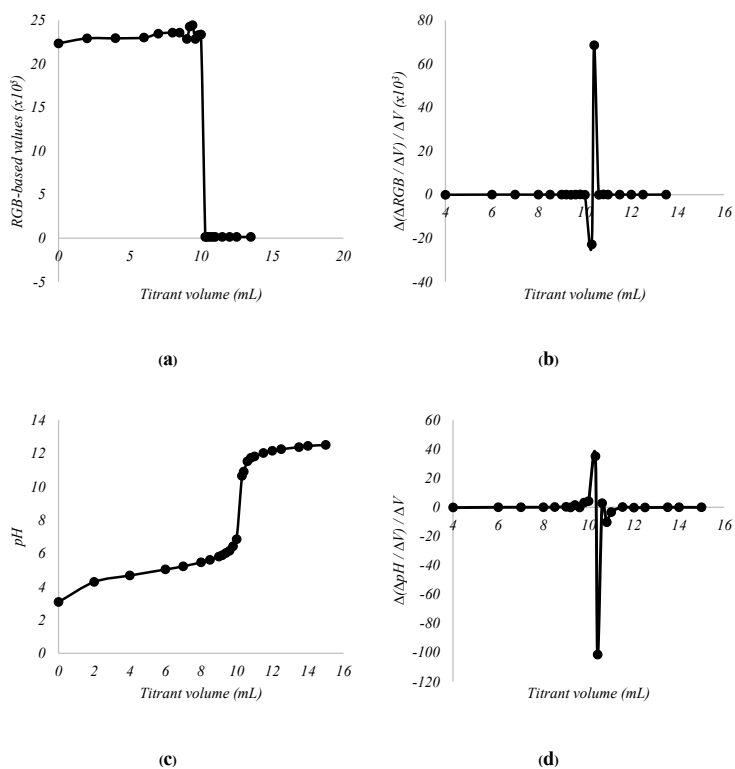 RGB-based values (x10⁵)
30
25
20
15
10
5
0
-5
0 10 20
Titrant volume (mL)
(a)
Δ(ΔRGB / ΔV) / ΔV (x10³)
80
60
40
20
0
-20
-40
4 6 8 10 12 14 16
Titrant volume (mL)
(b)
pH
14
12
10
8
6
4
2
0
0 2 4 6 8 10 12 14 16
Titrant volume (mL)
(c)
Δ(ΔpH / ΔV) / ΔV
60
40
20
0
-20
-40
-60
-80
-100
-120
4 6 8 10 12 14 16
Titrant volume (mL)
(d)